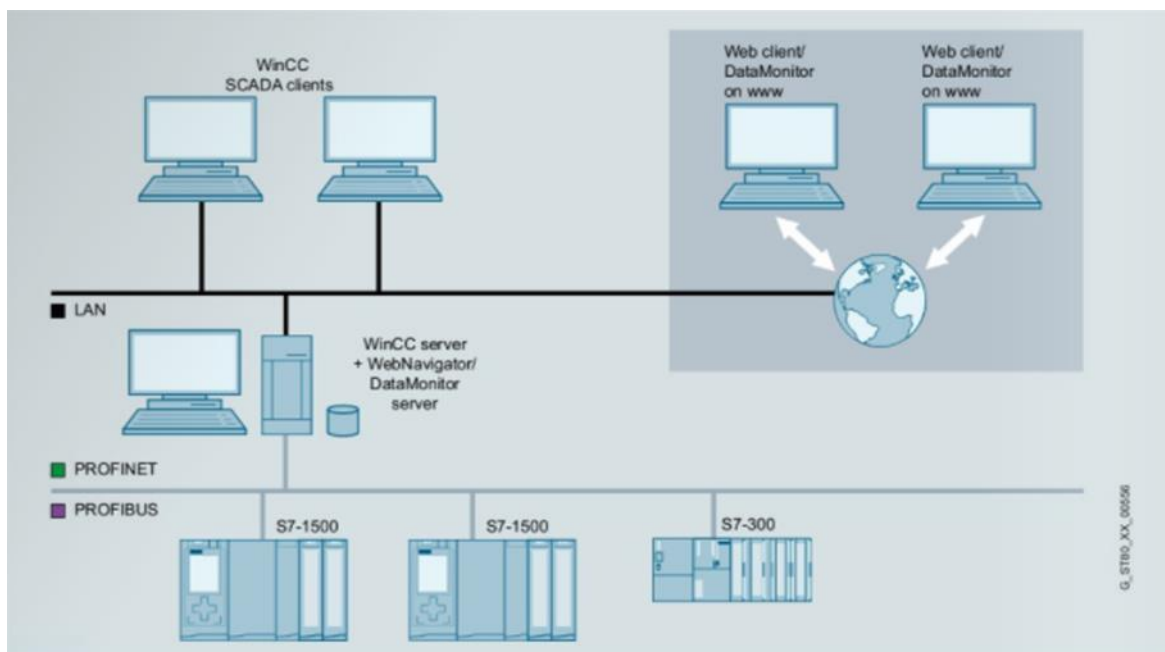 WinCC
SCADA clients
Web client/
DataMonitor
on www
Web client/
DataMonitor
on www
LAN
WinCC server
+ WebNavigator/
DataMonitor
server
PROFINET
PROFIBUS
S7-1500
S7-1500
S7-300
G_ST80_XX_00556